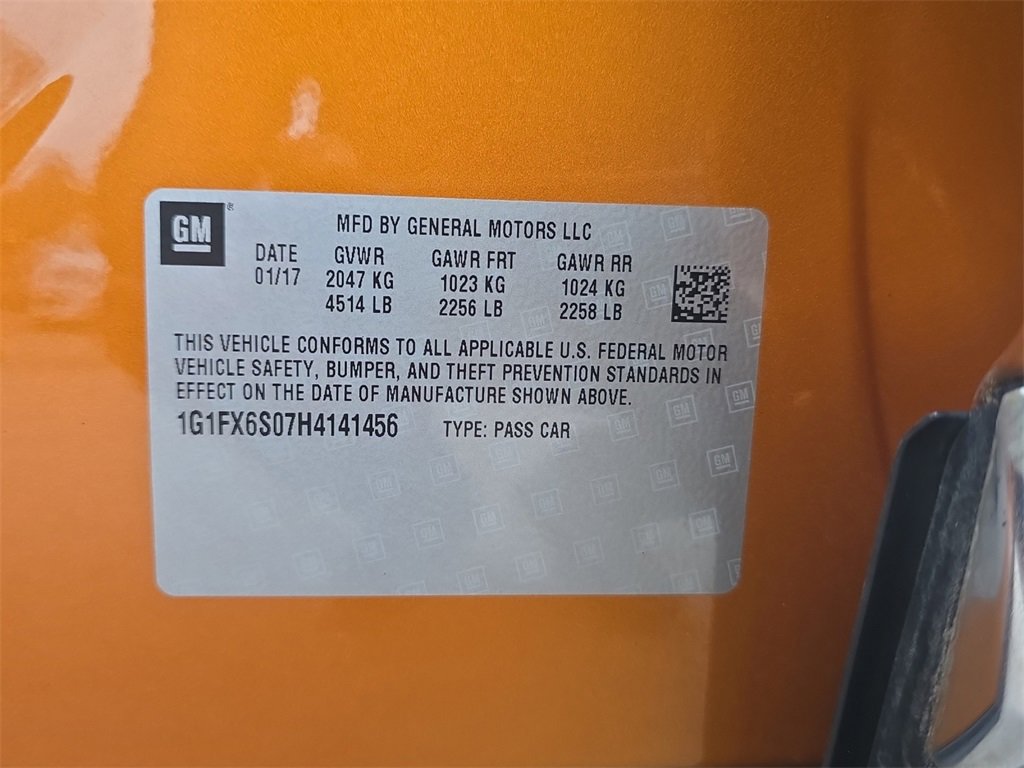 GM®
MFD BY GENERAL MOTORS LLC
DATE GVWR GAWR FRT GAWR RR
01/17 2047 KG 1023 KG 1024 KG
4514 LB 2256 LB 2258 LB
THIS VEHICLE CONFORMS TO ALL APPLICABLE U.S. FEDERAL MOTOR
VEHICLE SAFETY, BUMPER, AND THEFT PREVENTION STANDARDS IN
EFFECT ON THE DATE OF MANUFACTURE SHOWN ABOVE.
1G1FX6S07H4141456 TYPE: PASS CAR